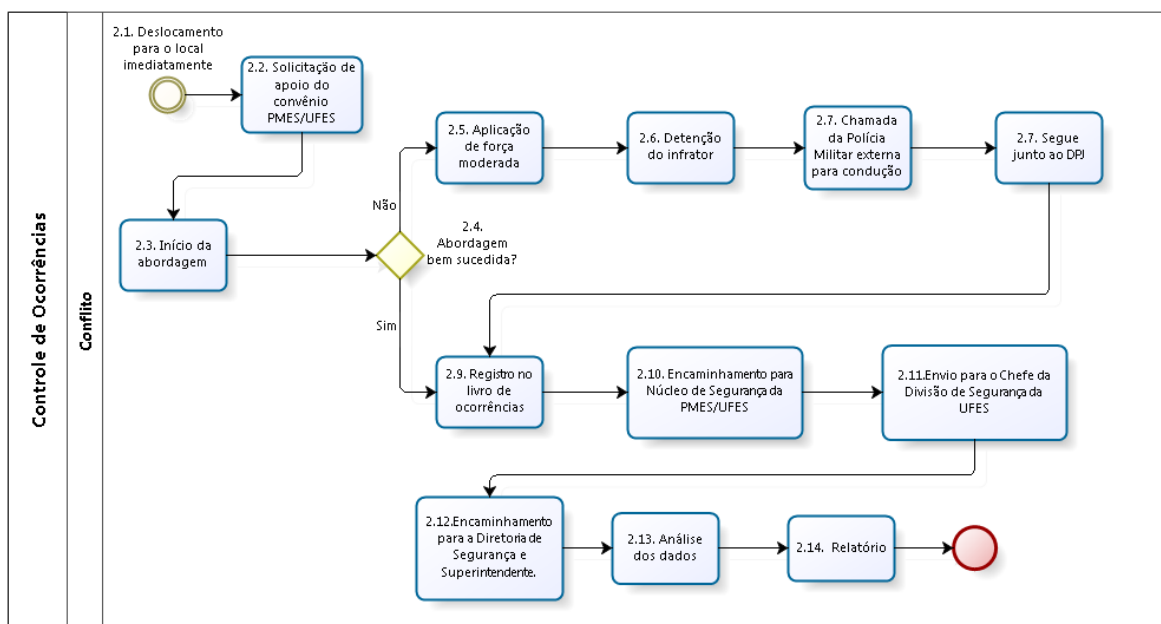 Controle de Ocorrências
Conflito
2.1. Deslocamento
para o local
imediatamente
2.2. Solicitação de
apoio do
convênio
PMES/UFES
2.3. Início da
abordagem
2.4.
Abordagem
bem sucedida?
Não
2.5. Aplicação
de força
moderada
2.6. Detenção
do infrator
2.7. Chamada
da Polícia
Militar externa
para condução
2.7. Segue
junto ao DPJ
Sim
2.9. Registro no
livro de
ocorrências
2.10. Encaminhamento para
Núcleo de Segurança da
PMES/UFES
2.11.Envio para o Chefe da
Divisão de Segurança da
UFES
2.12.Encaminhamento
para a Diretoria de
Segurança e
Superintendente.
2.13. Análise
dos dados
2.14. Relatório